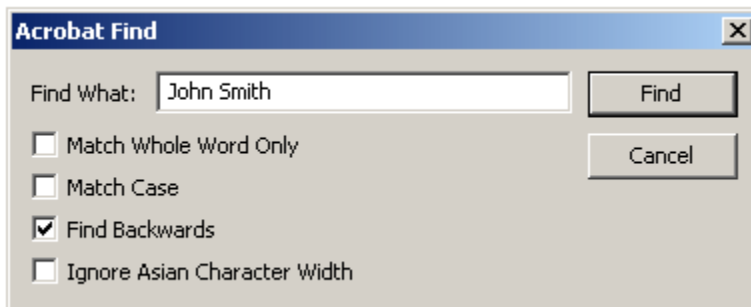 Acrobat Find
Find What: John Smith Find
Match Whole Word Only Cancel
Match Case
Find Backwards
Ignore Asian Character Width